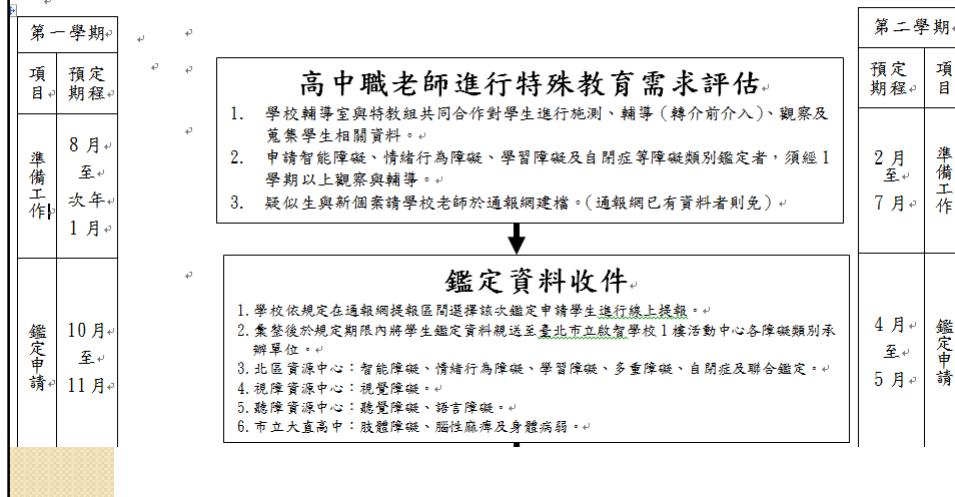 第一學期
項目
預定期程
準備工作
8 月
至
次年
1 月
鑑定申請
10 月
至
11 月
高中職老師進行特殊教育需求評估
1. 學校輔導室與特教組共同合作對學生進行施測、輔導（轉介前介入）、觀察及
蒐集學生相關資料。
2. 申請智能障礙、情緒行為障礙、學習障礙及自閉症等障礙類別鑑定者，須經 1
學期以上觀察與輔導。
3. 疑似生與新個案請學校老師於通報網建檔。(通報網已有資料者則免)
鑑定資料收件
1.學校依規定在通報網提報區間選擇該次鑑定申請學生進行線上提報。
2.彙整後於規定期限內將學生鑑定資料親送至臺北市立啟智學校 1 樓活動中心各障礙類別承
辦單位。
3.北區資源中心：智能障礙、情緒行為障礙、學習障礙、多重障礙、自閉症及聯合鑑定。
4.視障資源中心：視覺障礙。
5.聽障資源中心：聽覺障礙、語言障礙。
6.市立大直高中：肢體障礙、腦性麻痺及身體病弱。
第二學期
預定期程
項目
2 月
至
7 月
準備工作
4 月
至
5 月
鑑定申請